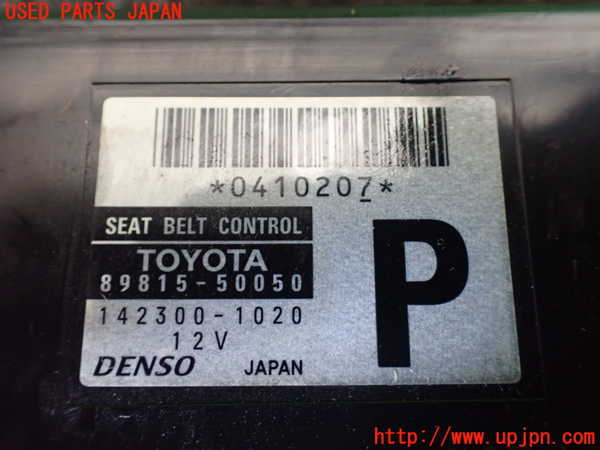 USED PARTS JAPAN
*0410207*
SEAT BELT CONTROL
TOYOTA
89815-50050
142300-1020
12V
DENSO JAPAN
P
http://www.upjpn.com